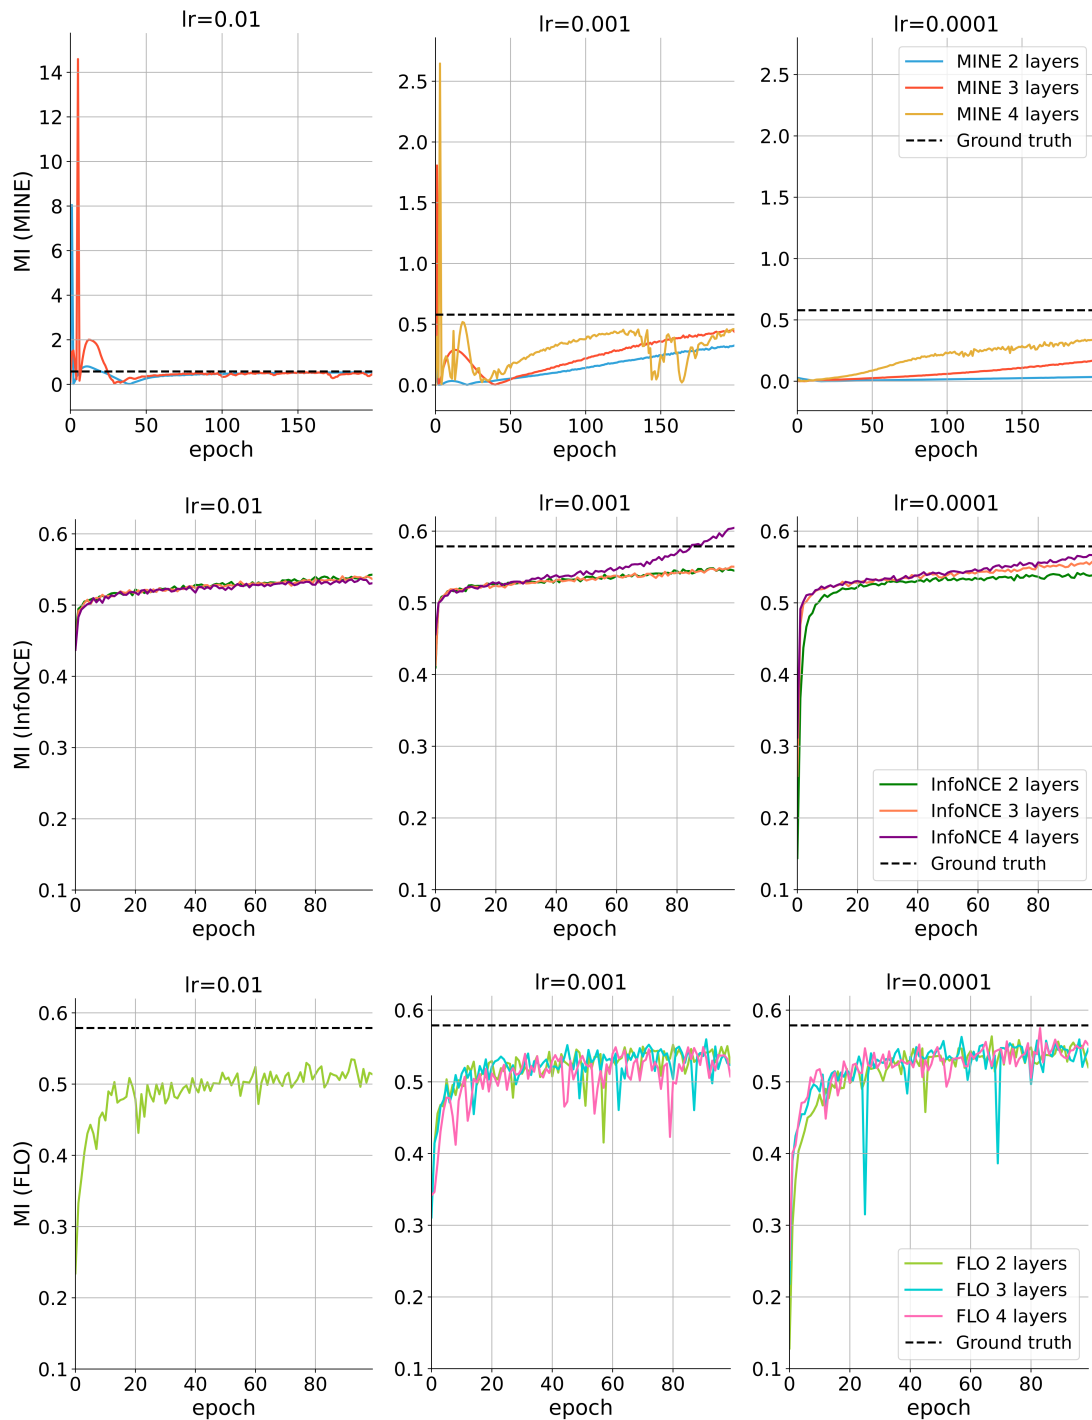 lr=0.01
lr=0.001
lr=0.0001
MI (MINE)
14
12
10
8
6
4
2
0
0
50
100
150
epoch
2.5
2.0
1.5
1.0
0.5
0.0
0
50
100
150
epoch
2.5
2.0
1.5
1.0
0.5
0.0
0
50
100
150
epoch
MINE 2 layers
MINE 3 layers
MINE 4 layers
Ground truth
lr=0.01
lr=0.001
lr=0.0001
MI (InfoNCE)
0.6
0.5
0.4
0.3
0.2
0.1
0
20
40
60
80
epoch
0.6
0.5
0.4
0.3
0.2
0.1
0
20
40
60
80
epoch
0.6
0.5
0.4
0.3
0.2
0.1
0
20
40
60
80
epoch
InfoNCE 2 layers
InfoNCE 3 layers
InfoNCE 4 layers
Ground truth
lr=0.01
lr=0.001
lr=0.0001
MI (FLO)
0.6
0.5
0.4
0.3
0.2
0.1
0
20
40
60
80
epoch
0.6
0.5
0.4
0.3
0.2
0.1
0
20
40
60
80
epoch
0.6
0.5
0.4
0.3
0.2
0.1
0
20
40
60
80
epoch
FLO 2 layers
FLO 3 layers
FLO 4 layers
Ground truth